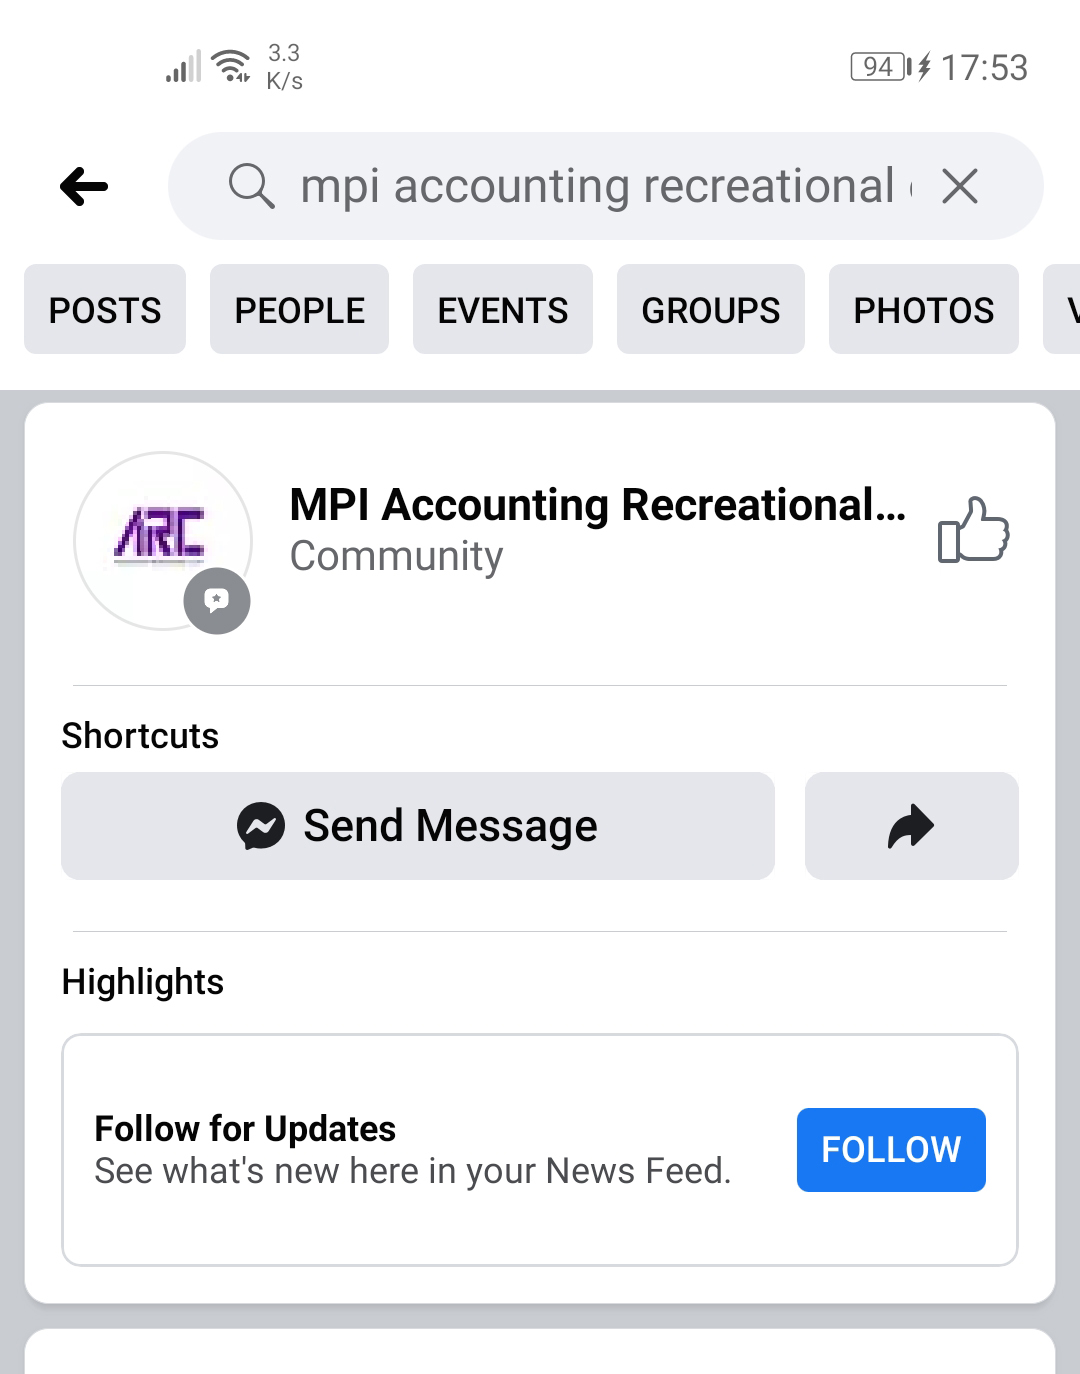 3.3
K/s
94
17:53
mpi accounting recreational
POSTS
PEOPLE
EVENTS
GROUPS
PHOTOS
V
ARC
MPI Accounting Recreational...
Community
Shortcuts
Send Message
Highlights
Follow for Updates
See what's new here in your News Feed.
FOLLOW